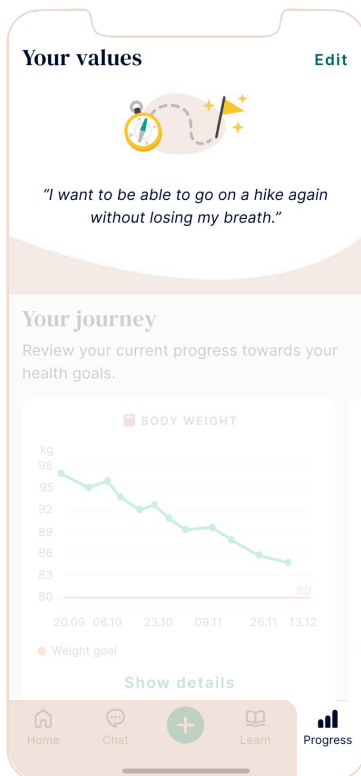 Your values
Edit
“I want to be able to go on a hike again
without losing my breath.”
Your journey
Review your current progress towards your
health goals.
BODY WEIGHT
kg
98
95
92
89
86
83
80
80
20.09 06.10 23.10 09.11 26.11 13.12
Weight goal
Show details
Home Chat Learn Progress